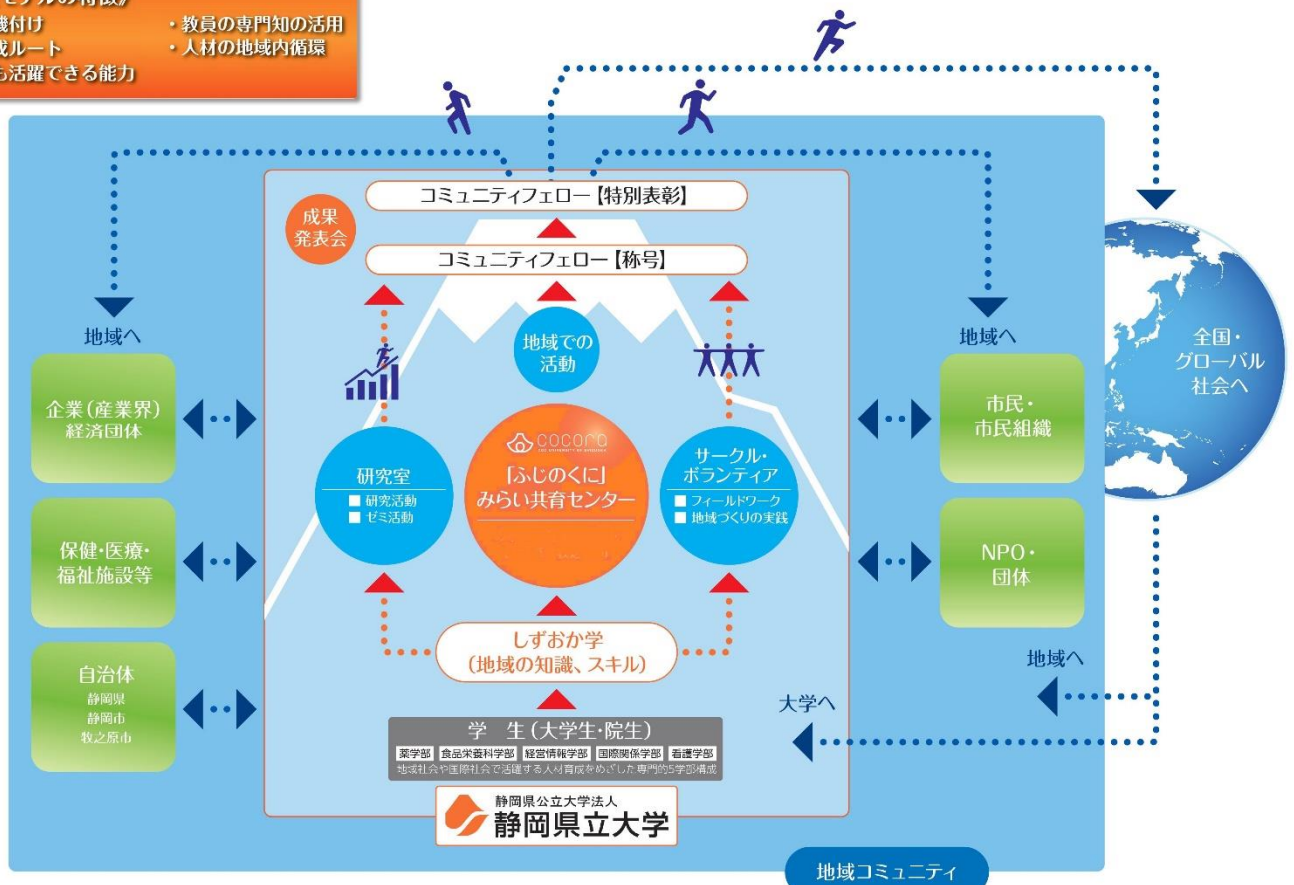 モデルの特徴》
機付け
・教員の専門知の活用
成ルート
・人材の地域内循環
も活躍できる能力
コミュニティフェロー【特別表彰】
成果
発表会
コミュニティフェロー【称号】
地域へ
地域へ
地域での
活動
全国・
グローバル
社会へ
企業(産業界)
経済団体
市民・
市民組織
cocora
「ふじのくに」
みらい共育センター
研究室
■ 研究活動
■ ゼミ活動
サークル・
ボランティア
■ フィールドワーク
■ 地域づくりの実践
保健・医療・
福祉施設等
NPO・
団体
しずおか学
(地域の知識、スキル)
自治体
静岡県
静岡市
牧之原市
地域へ
大学へ
学 生(大学生・院生)
薬学部 食品栄養科学部 経営情報学部 国際関係学部 看護学部
地域社会や国際社会で活躍する人材育成をめざした専門的5学部構成
静岡県公立大学法人
静岡県立大学
地域コミュニティ